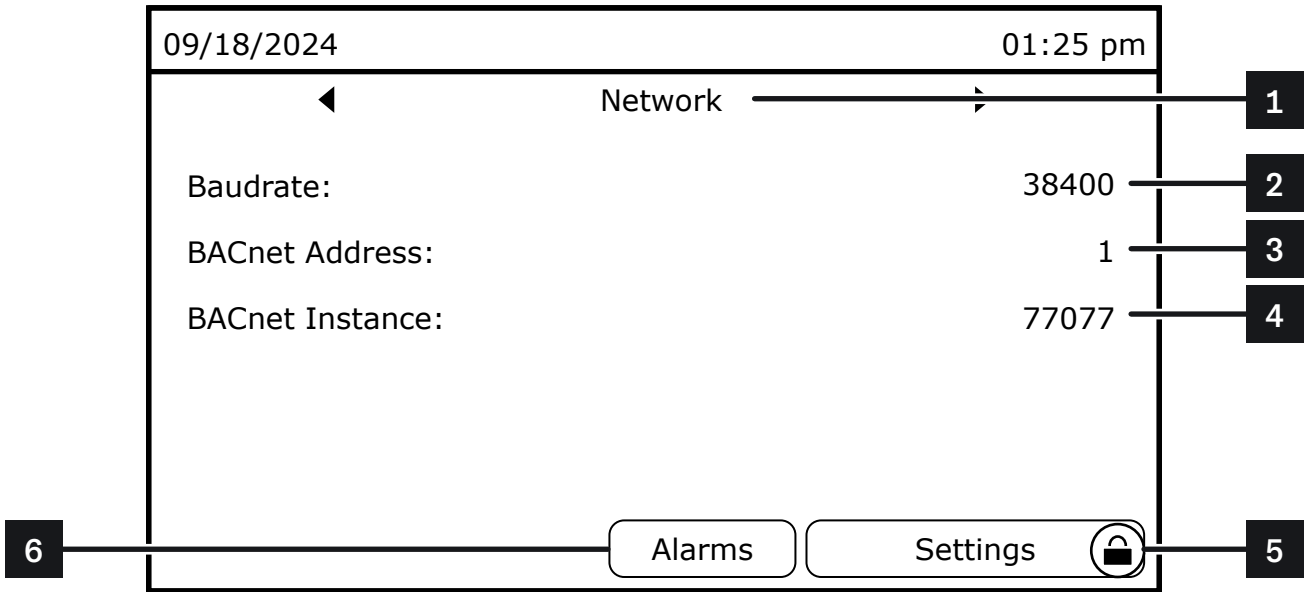 09/18/2024 01:25 pm
Network 1
Baudrate: 38400 2
BACnet Address: 1 3
BACnet Instance: 77077 4
6 Alarms Settings 5